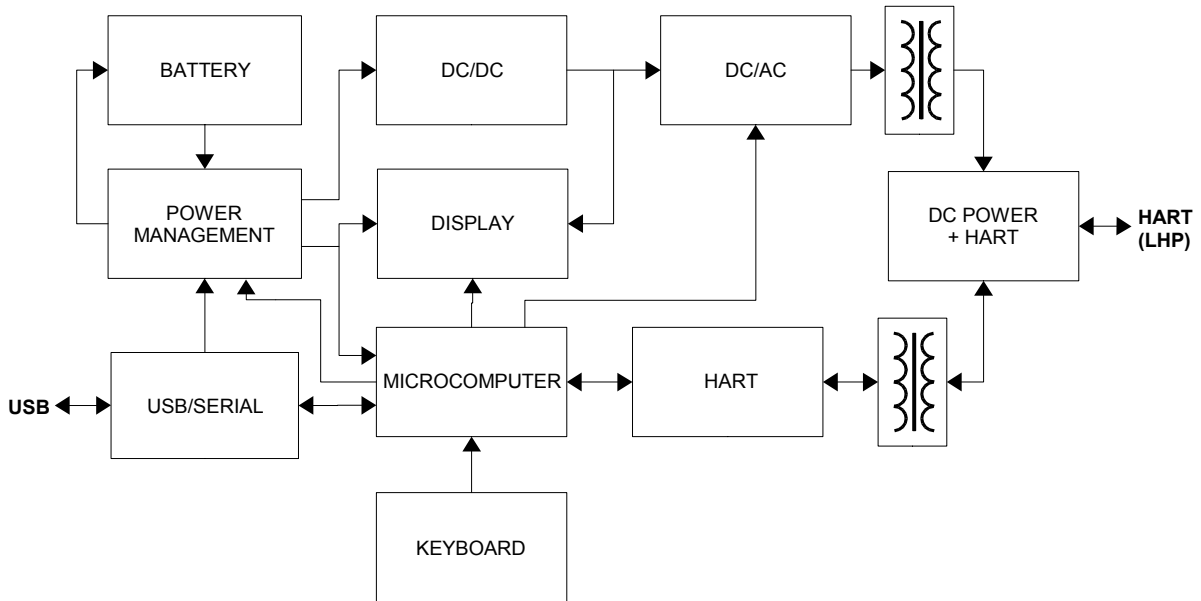 BATTERY
DC/DC
DC/AC
POWER
MANAGEMENT
DISPLAY
DC POWER
+ HART
HART
(LHP)
USB
USB/SERIAL
MICROCOMPUTER
HART
KEYBOARD